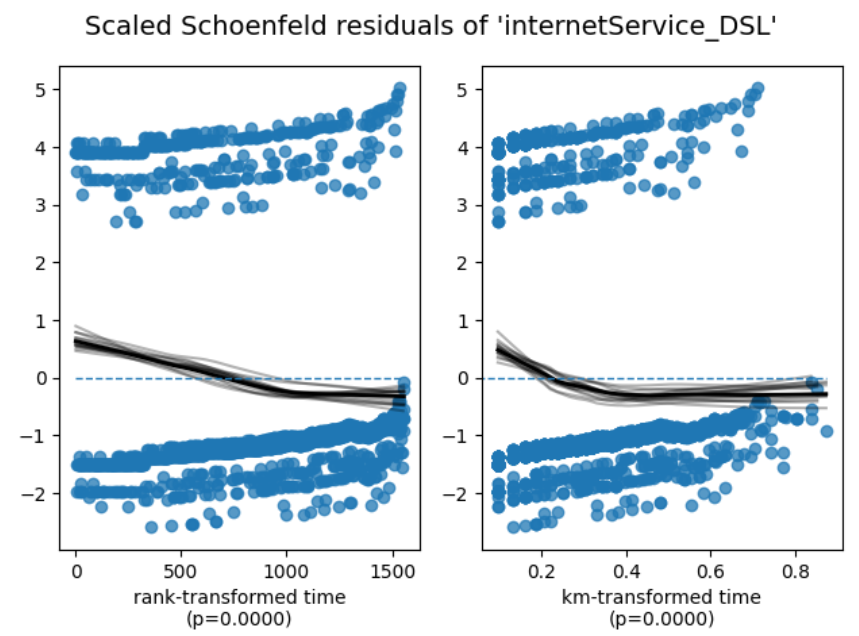 Scaled Schoenfeld residuals of 'internetService_DSL'
5
4
3
2
1
0
−1
−2
0 500 1000 1500
rank-transformed time
(p=0.0000)
5
4
3
2
1
0
−1
−2
0.2 0.4 0.6 0.8
km-transformed time
(p=0.0000)